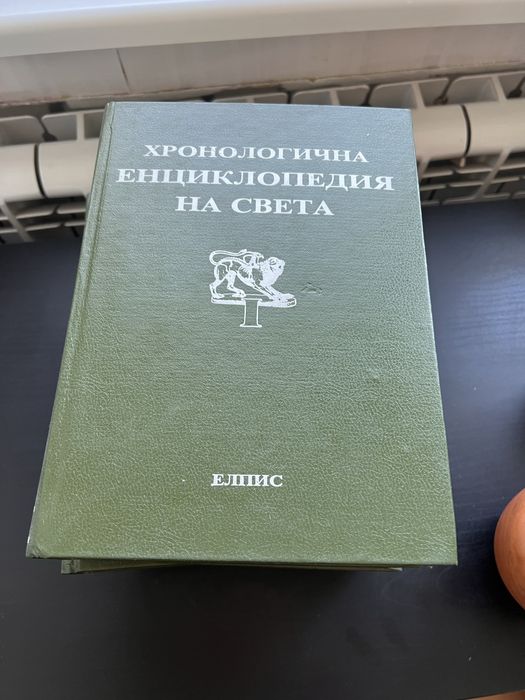 ХРОНОЛОГИЧНА
ЕНЦИКЛОПЕДИЯ
НА СВЕТА
I
ЕЛПИС